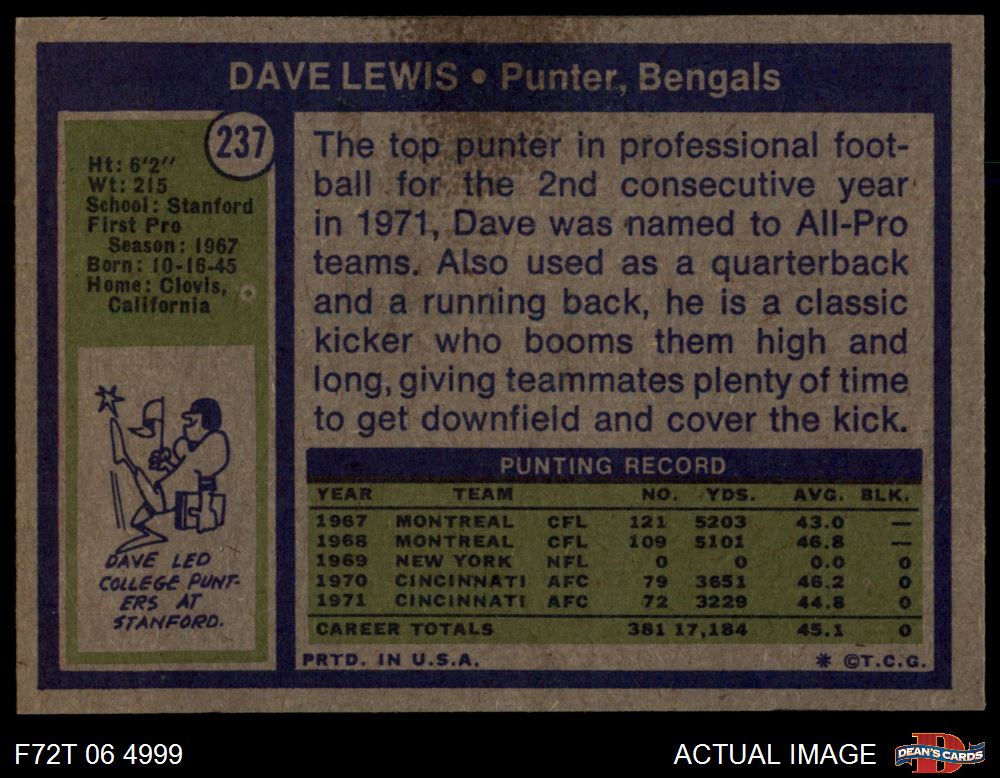 DAVE LEWIS • Punter, Bengals
237
Ht: 6'2"
Wt: 215
School: Stanford
First Pro
Season: 1967
Born: 10-16-45
Home: Clovis,
California
DAVE LED
COLLEGE PUNT-
ERS AT
STANFORD.
The top punter in professional foot-
ball for the 2nd consecutive year
in 1971, Dave was named to All-Pro
teams. Also used as a quarterback
and a running back, he is a classic
kicker who booms them high and
long, giving teammates plenty of time
to get downfield and cover the kick.
PUNTING RECORD
YEAR TEAM NO. YDS. AVG. BLK.
1967 MONTREAL CFL 121 5203 43.0 —
1968 MONTREAL CFL 109 5101 46.8 —
1969 NEW YORK NFL 0 0 0.0 0
1970 CINCINNATI AFC 79 3651 46.2 0
1971 CINCINNATI AFC 72 3229 44.8 0
CAREER TOTALS 381 17,184 45.1 0
PRTD. IN U.S.A. * ©T.C.G.
F72T 06 4999 ACTUAL IMAGE DEAN'S CARDS